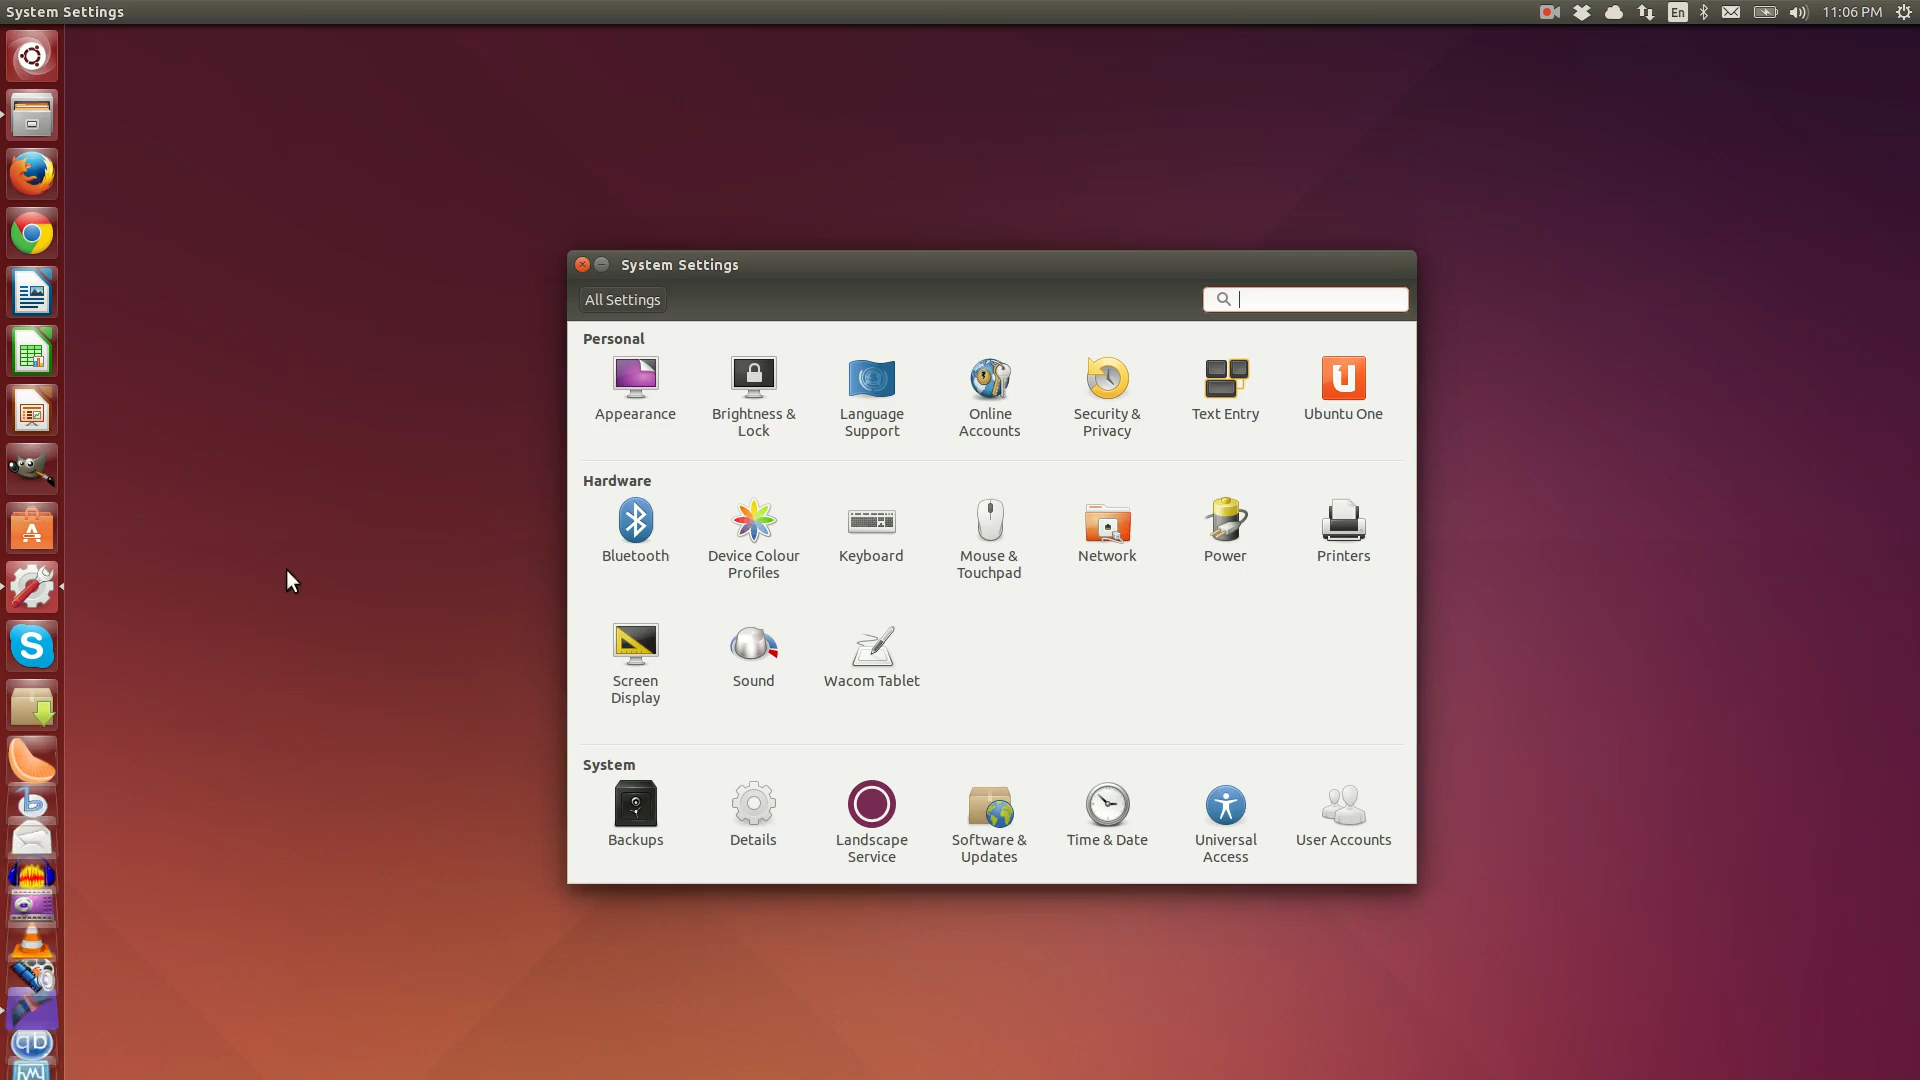 System Settings
En
11:06 PM
System Settings
All Settings
Personal
Appearance
Brightness &
Lock
Language
Support
Online
Accounts
Security &
Privacy
Text Entry
Ubuntu One
Hardware
Bluetooth
Device Colour
Profiles
Keyboard
Mouse &
Touchpad
Network
Power
Printers
Screen
Display
Sound
Wacom Tablet
System
Backups
Details
Landscape
Service
Software &
Updates
Time & Date
Universal
Access
User Accounts